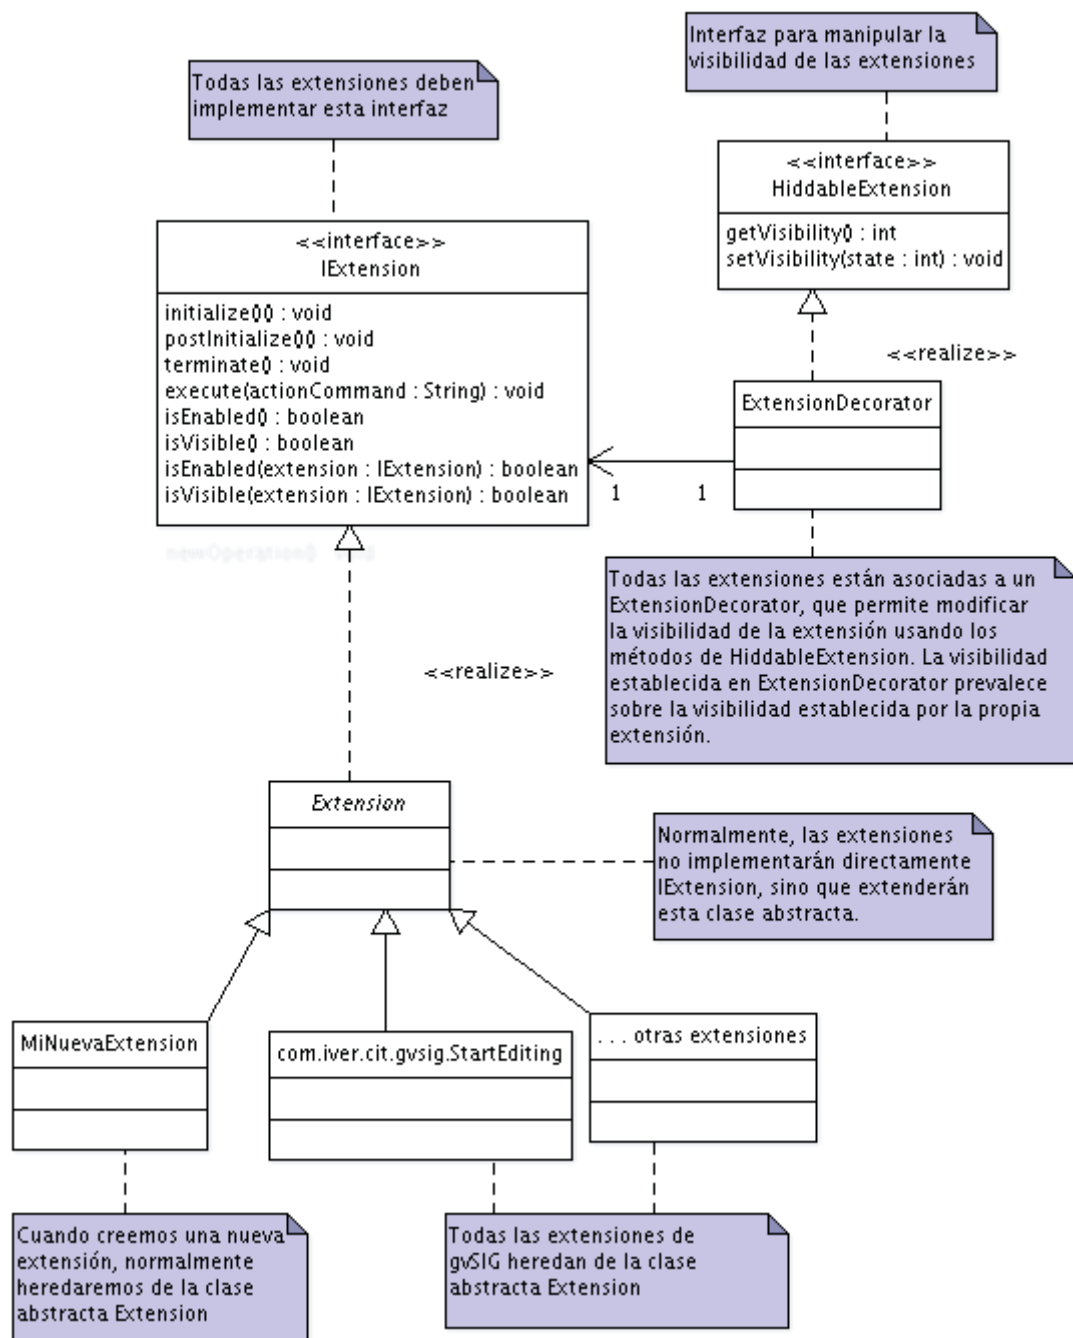 Interfaz para manipular la
visibilidad de las extensiones
Todas las extensiones deben
implementar esta interfaz
<<interface>>
HiddableExtension
getVisibility() : int
setVisibility(state : int) : void
<<interface>>
IExtension
initialize()() : void
postInitialize()() : void
terminate() : void
execute(actionCommand : String) : void
isEnabled() : boolean
isVisible() : boolean
isEnabled(extension : IExtension) : boolean
isVisible(extension : IExtension) : boolean
<<realize>>
ExtensionDecorator
1 1
newOperation() : void
Todas las extensiones están asociadas a un
ExtensionDecorator, que permite modificar
la visibilidad de la extensión usando los
métodos de HiddableExtension. La visibilidad
establecida en ExtensionDecorator prevalece
sobre la visibilidad establecida por la propia
extensión.
<<realize>>
Extension
Normalmente, las extensiones
no implementarán directamente
IExtension, sino que extenderán
esta clase abstracta.
MiNuevaExtension
com.iver.cit.gvsig.StartEditing
. . . otras extensiones
Cuando creemos una nueva
extensión, normalmente
heredaremos de la clase
abstracta Extension
Todas las extensiones de
gvSIG heredan de la clase
abstracta Extension